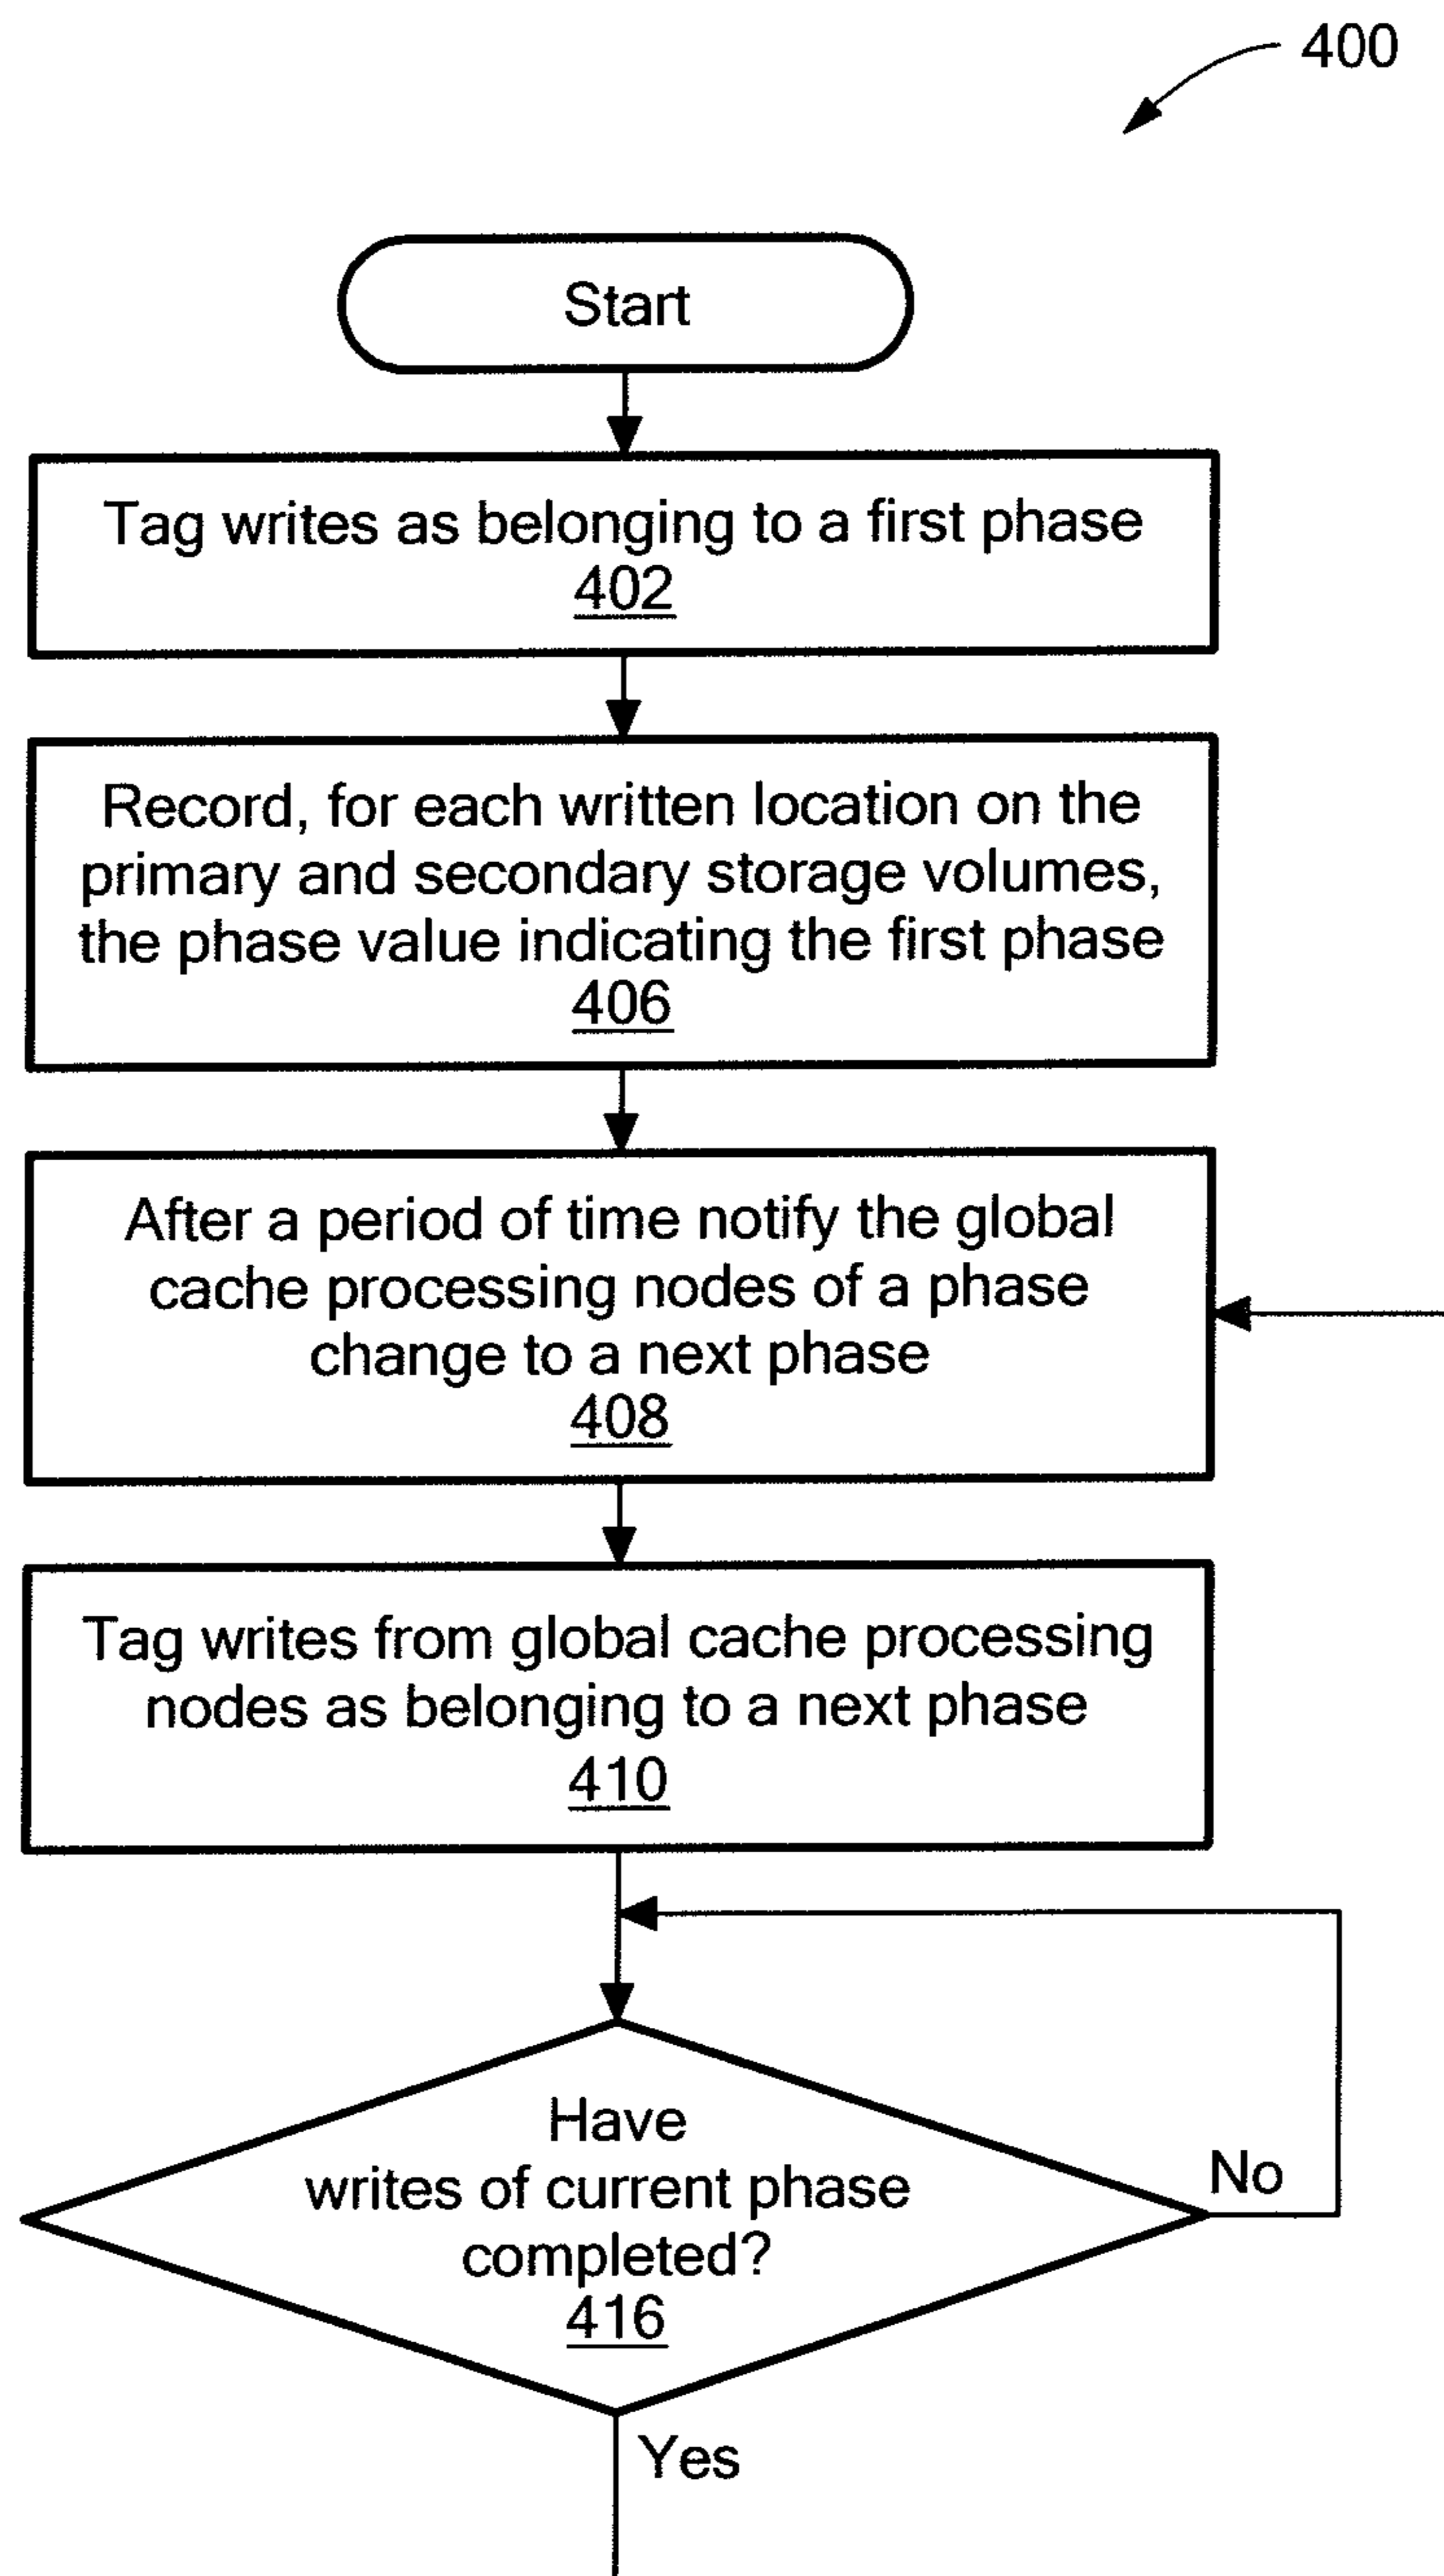 400
Start
Tag writes as belonging to a first phase
402
Record, for each written location on the
primary and secondary storage volumes,
the phase value indicating the first phase
406
After a period of time notify the global
cache processing nodes of a phase
change to a next phase
408
Tag writes from global cache processing
nodes as belonging to a next phase
410
Have
writes of current phase
completed?
416
No
Yes